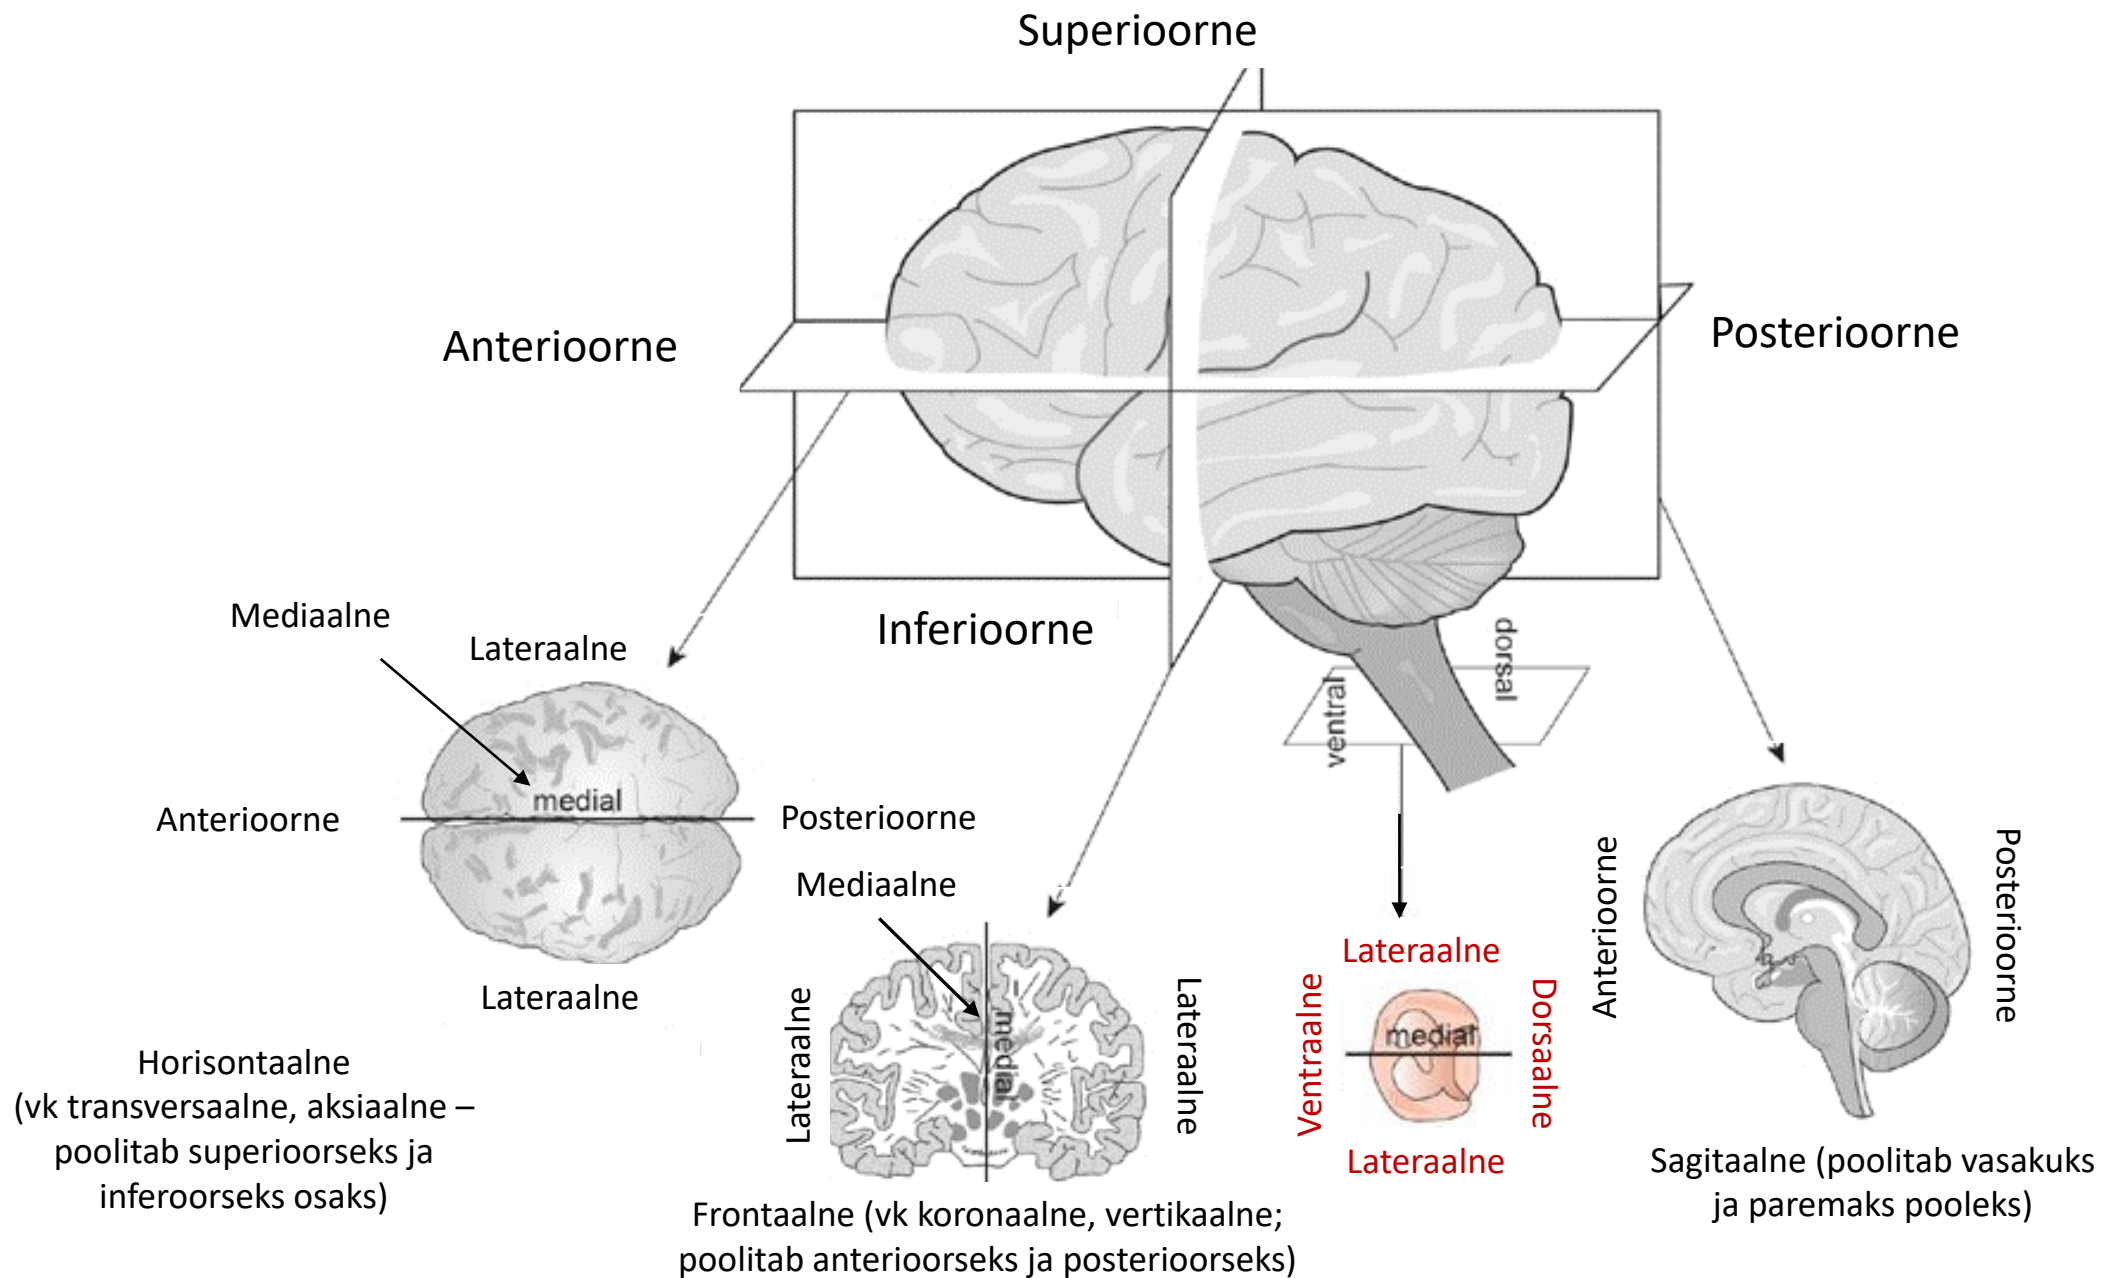 Superioorne
Anterioorne
Posterioorne
Inferioorne
dorsal
ventral
Mediaalne
Lateraalne
medial
Anterioorne
Posterioorne
Lateraalne
Horisontaalne
(vk transversaalne, aksiaalne –
poolitab superioorseks ja
inferoorseks osaks)
Mediaalne
Lateraalne
medial
Lateraalne
Frontaalne (vk koronaalne, vertikaalne;
poolitab anterioorseks ja posterioorseks)
Lateraalne
Ventraalne
medial
Dorsaalne
Lateraalne
Anterioorne
Posterioorne
Sagitaalne (poolitab vasakuks
ja paremaks pooleks)